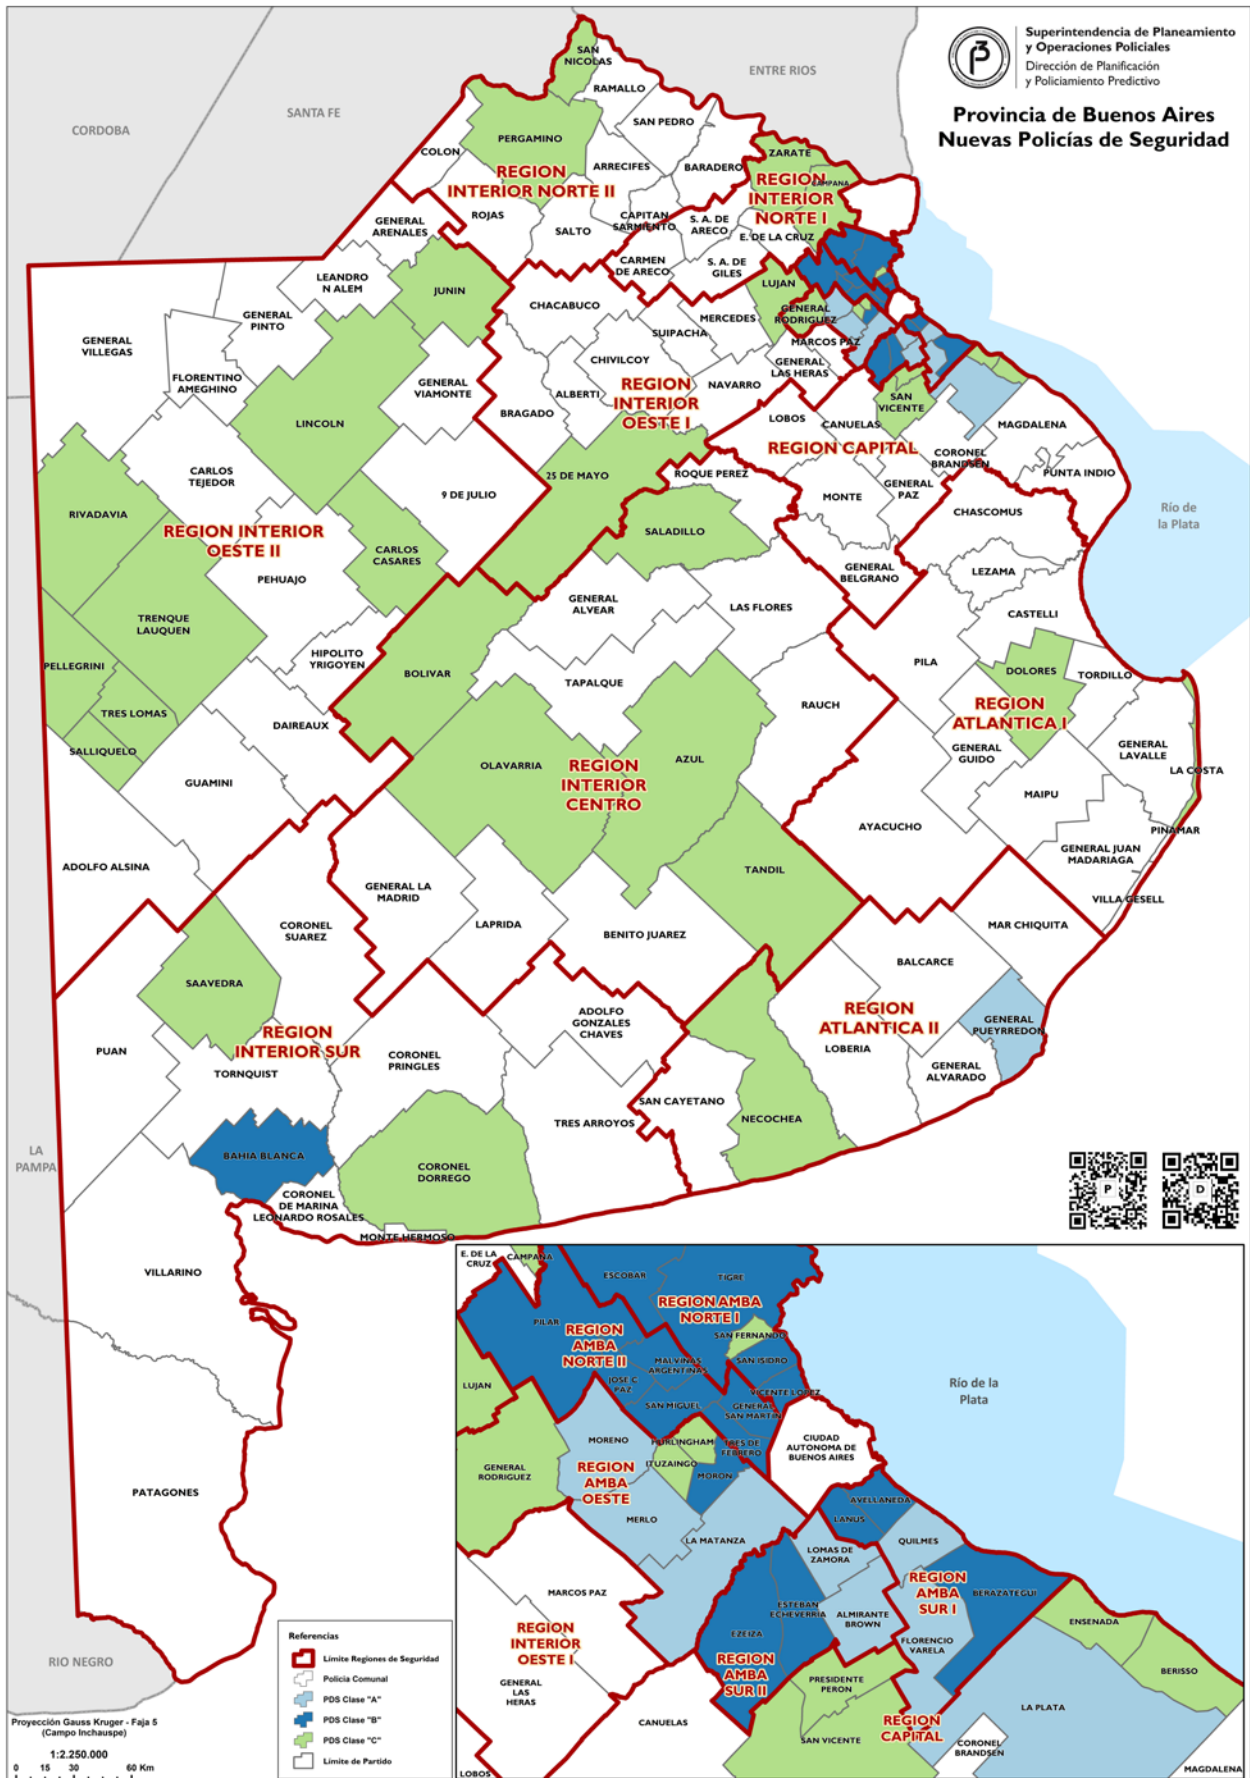 Superintendencia de Planeamiento
y Operaciones Policiales
Dirección de Planificación
y Policiamiento Predictivo
Provincia de Buenos Aires
Nuevas Policías de Seguridad
CORDOBA
SANTA FE
ENTRE RIOS
SAN
NICOLAS
RAMALLO
SAN PEDRO
PERGAMINO
COLON
ARRECIFES
BARADERO
ZARATE
CAMPANA
REGION
INTERIOR NORTE II
REGION
INTERIOR
NORTE I
ROJAS
SALTO
CAPITAN
SARMIENTO
S. A. DE
ARECO
E. DE LA CRUZ
GENERAL
ARENALES
CARMEN
DE ARECO
S. A. DE
GILES
LUJAN
LEANDRO
N ALEM
JUNIN
CHACABUCO
GENERAL
RODRIGUEZ
GENERAL
PINTO
SUIPACHA
MERCEDES
MARCOS PAZ
GENERAL
VILLEGAS
FLORENTINO
AMEGHINO
GENERAL
VIAMONTE
CHIVILCOY
ALBERTI
NAVARRO
GENERAL
LAS HERAS
REGION
INTERIOR
OESTE I
BRAGADO
LINCOLN
LOBOS
CANUELAS
SAN
VICENTE
REGION CAPITAL
MAGDALENA
CORONEL
BRANDSEN
PUNTA INDIO
CARLOS
TEJEDOR
9 DE JULIO
25 DE MAYO
ROQUE PEREZ
MONTE
GENERAL
PAZ
RIVADAVIA
REGION INTERIOR
OESTE II
CARLOS
CASARES
SALADILLO
CHASCOMUS
Río de
la Plata
PEHUAJO
GENERAL
BELGRANO
LEZAMA
GENERAL
ALVEAR
LAS FLORES
CASTELLI
TRENQUE
LAUQUEN
HIPOLITO
YRIGOYEN
PELLEGRINI
BOLIVAR
TAPALQUE
PILA
DOLORES
TORDILLO
TRES LOMAS
DAIREAUX
RAUCH
REGION
ATLANTICA I
SALLIQUELO
GUAMINI
OLAVARRIA
AZUL
REGION
INTERIOR
CENTRO
GENERAL
GUIDO
GENERAL
LAVALLE
LA COSTA
MAIPU
PINAMAR
AYACUCHO
GENERAL JUAN
MADARIAGA
ADOLFO ALSINA
TANDIL
GENERAL LA
MADRID
VILLA GESELL
CORONEL
SUAREZ
LAPRIDA
BENITO JUAREZ
MAR CHIQUITA
BALCARCE
SAAVEDRA
REGION
ATLANTICA II
GENERAL
PUEYRREDON
ADOLFO
GONZALES
CHAVES
REGION
INTERIOR SUR
PUAN
TORNQUIST
CORONEL
PRINGLES
LOBERIA
GENERAL
ALVARADO
SAN CAYETANO
TRES ARROYOS
NECOCHEA
LA
PAMPA
BAHIA BLANCA
CORONEL
DORREGO
CORONEL
DE MARINA
LEONARDO ROSALES
MONTE HERMOSO
P
D
VILLARINO
PATAGONES
RIO NEGRO
E. DE LA
CRUZ
CAMPANA
ESCOBAR
TIGRE
REGION AMBA
NORTE I
PILAR
REGION
AMBA
NORTE II
SAN FERNANDO
MALVINAS
ARGENTINAS
SAN ISIDRO
LUJAN
JOSE C.
PAZ
VICENTE LOPEZ
SAN MIGUEL
GENERAL
SAN MARTIN
Río de la
Plata
MORENO
HURLINGHAM
TRES DE
FEBRERO
CIUDAD
AUTONOMA DE
BUENOS AIRES
GENERAL
RODRIGUEZ
ITUZAINGO
MORON
REGION
AMBA
OESTE
MERLO
AVELLANEDA
LANUS
LA MATANZA
LOMAS DE
ZAMORA
QUILMES
MARCOS PAZ
REGION
AMBA
SUR I
BERAZATEGUI
ESTEBAN
ECHEVERRIA
ALMIRANTE
BROWN
ENSENADA
REGION
INTERIOR
OESTE I
EZEIZA
FLORENCIO
VARELA
REGION
AMBA
SUR II
BERISSO
GENERAL
LAS
HERAS
PRESIDENTE
PERON
LA PLATA
CANUELAS
REGION
CAPITAL
SAN VICENTE
CORONEL
BRANDSEN
LOBOS
MAGDALENA
Referencias
Límite Regiones de Seguridad
Policía Comunal
PDS Clase "A"
PDS Clase "B"
PDS Clase "C"
Límite de Partido
Proyección Gauss Kruger - Faja 5
(Campo Inchauspe)
1:2.250.000
0 15 30 60 Km